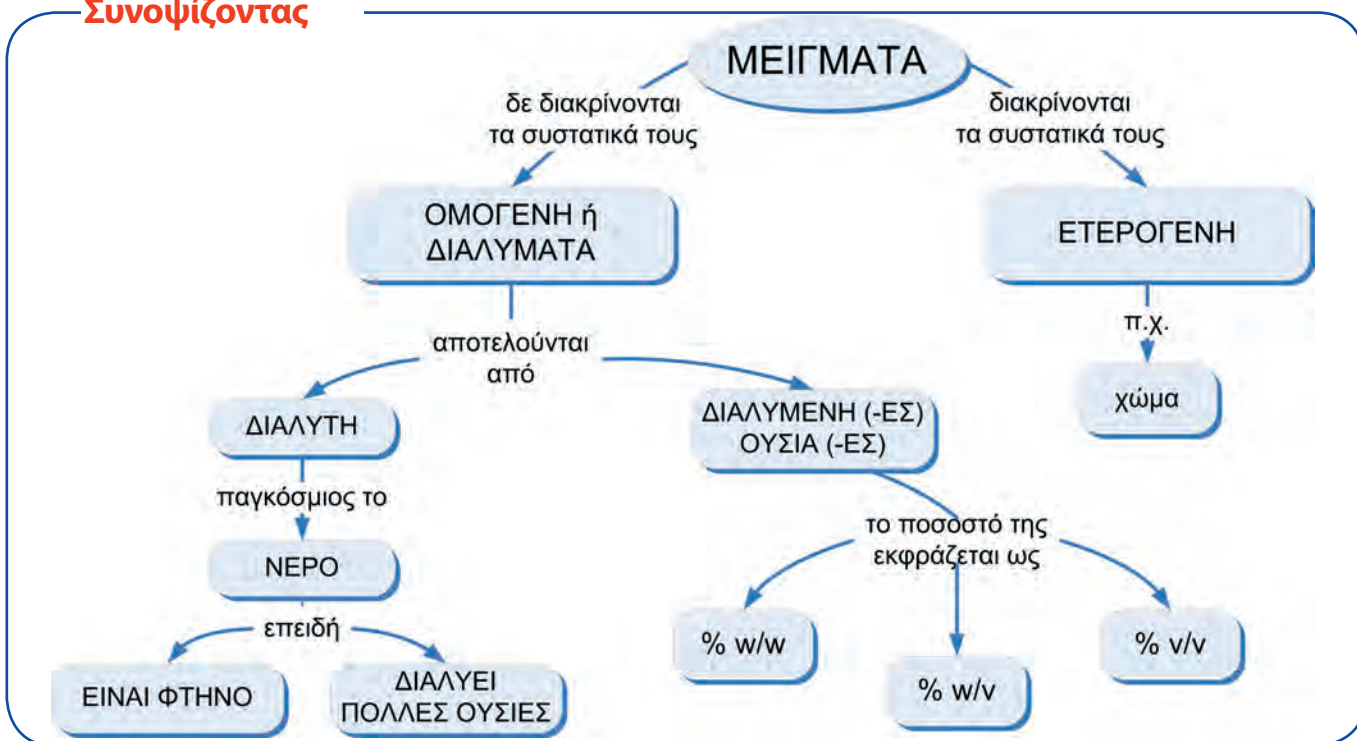 Συνοψίζοντας
ΜΕΙΓΜΑΤΑ
δε διακρίνονται
τα συστατικά τους
διακρίνονται
τα συστατικά τους
ΟΜΟΓΕΝΗ ή
ΔΙΑΛΥΜΑΤΑ
ΕΤΕΡΟΓΕΝΗ
αποτελούνται
από
π.χ.
χώμα
ΔΙΑΛΥΤΗ
ΔΙΑΛΥΜΕΝΗ (-ΕΣ)
ΟΥΣΙΑ (-ΕΣ)
παγκόσμιος το
ΝΕΡΟ
το ποσοστό της
εκφράζεται ως
επειδή
ΕΙΝΑΙ ΦΤΗΝΟ
ΔΙΑΛΥΕΙ
ΠΟΛΛΕΣ ΟΥΣΙΕΣ
% w/w
% w/v
% v/v